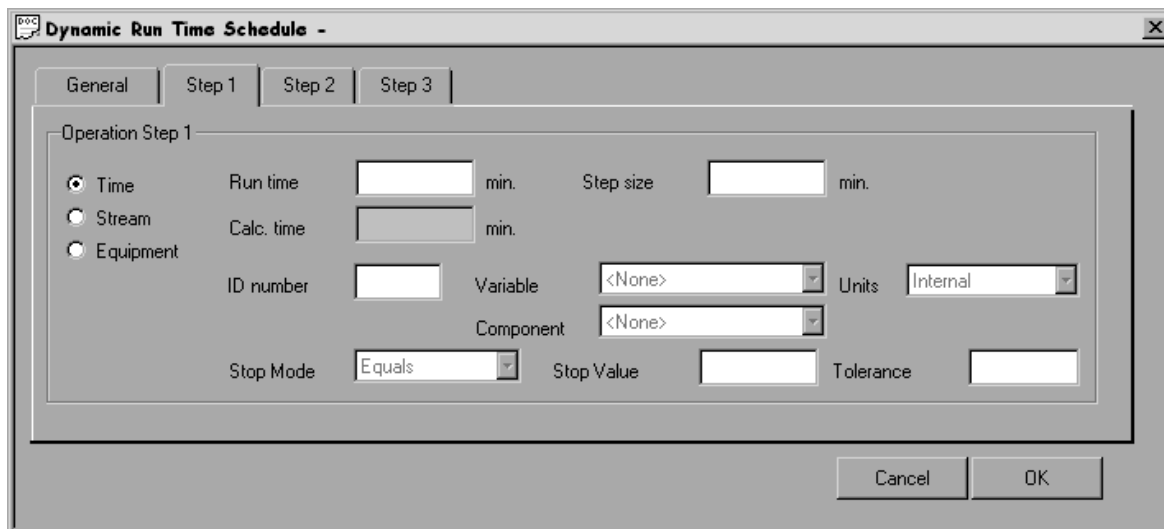 DOC
Dynamic Run Time Schedule -
General Step 1 Step 2 Step 3
Operation Step 1
Time Run time min. Step size min.
Stream Calc. time min.
Equipment
ID number Variable <None> Units Internal
Component <None>
Stop Mode Equals Stop Value Tolerance
Cancel OK